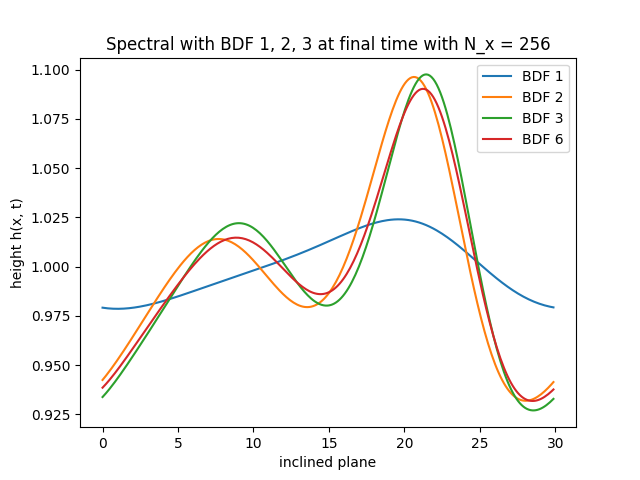 Spectral with BDF 1, 2, 3 at final time with N_x = 256
BDF 1
BDF 2
BDF 3
BDF 6
height h(x, t)
1.100
1.075
1.050
1.025
1.000
0.975
0.950
0.925
0 5 10 15 20 25 30
inclined plane